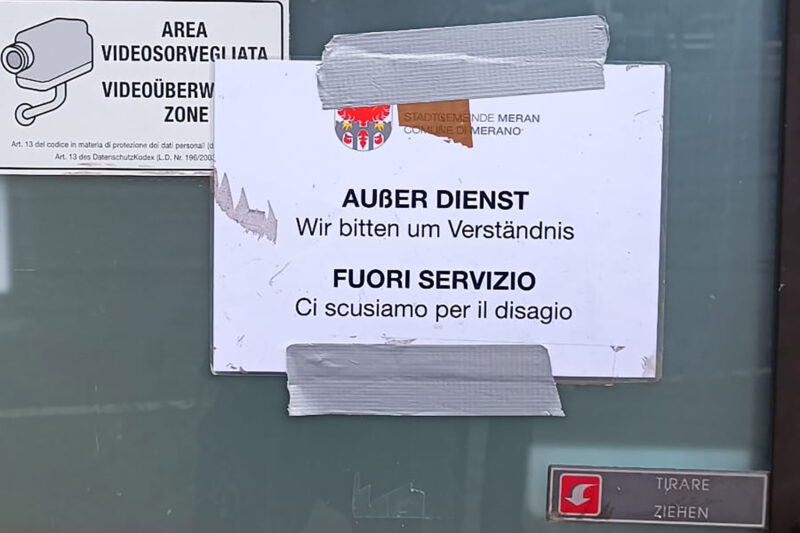 AREA
VIDEOSORVEGLIATA
VIDEOÜBERW
ZONE
Art. 13 del codice in materia di protezione dei dati personali (d
Art. 13 des DatenschutzKodex (L.D. Nr. 196/2003
STADTGEMEINDE MERAN
COMUNE DI MERANO
AUßER DIENST
Wir bitten um Verständnis
FUORI SERVIZIO
Ci scusiamo per il disagio
TIRARE
ZIEHEN